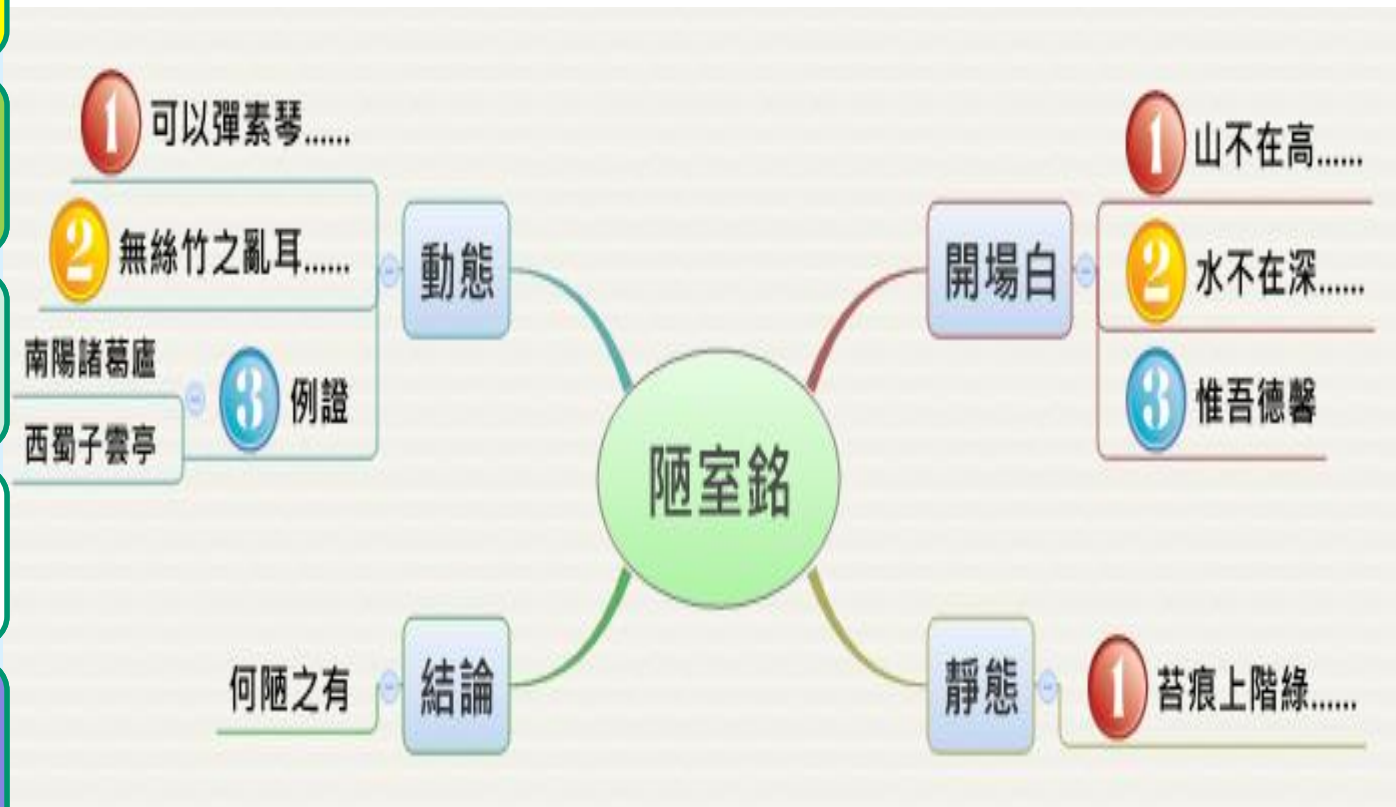 陋室銘
開場白
1 山不在高......
2 水不在深......
3 惟吾德馨
靜態
1 苔痕上階綠......
動態
1 可以彈素琴......
2 無絲竹之亂耳......
3 例證
南陽諸葛廬
西蜀子雲亭
結論
何陋之有